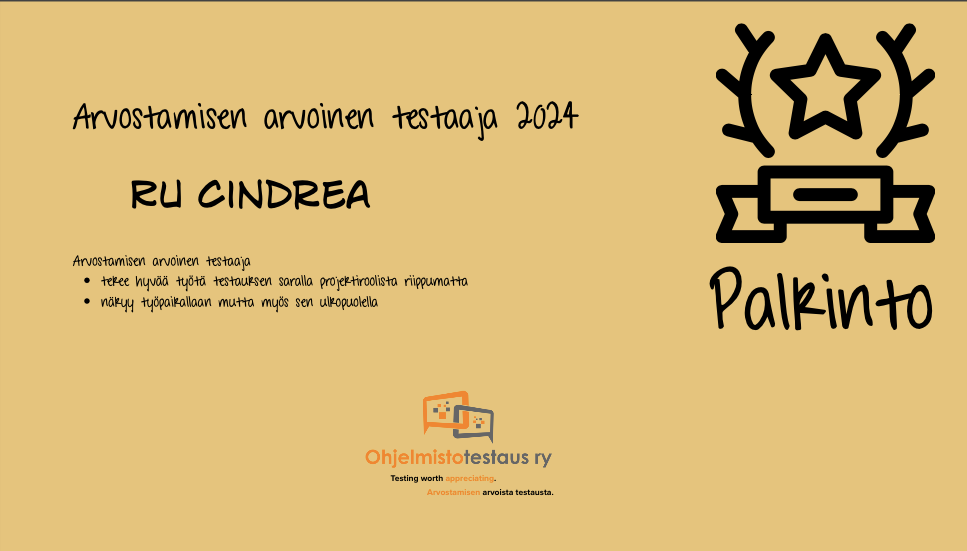 Arvostamisen arvoinen testaaja 2024
RU CINDREA
Arvostamisen arvoinen testaaja
• tekee hyvää työtä testauksen saralla projektiroolista riippumatta
• näkyy työpaikallaan mutta myös sen ulkopuolella
Palkinto
Ohjelmistotestaus ry
Testing worth appreciating.
Arvostamisen arvoista testausta.